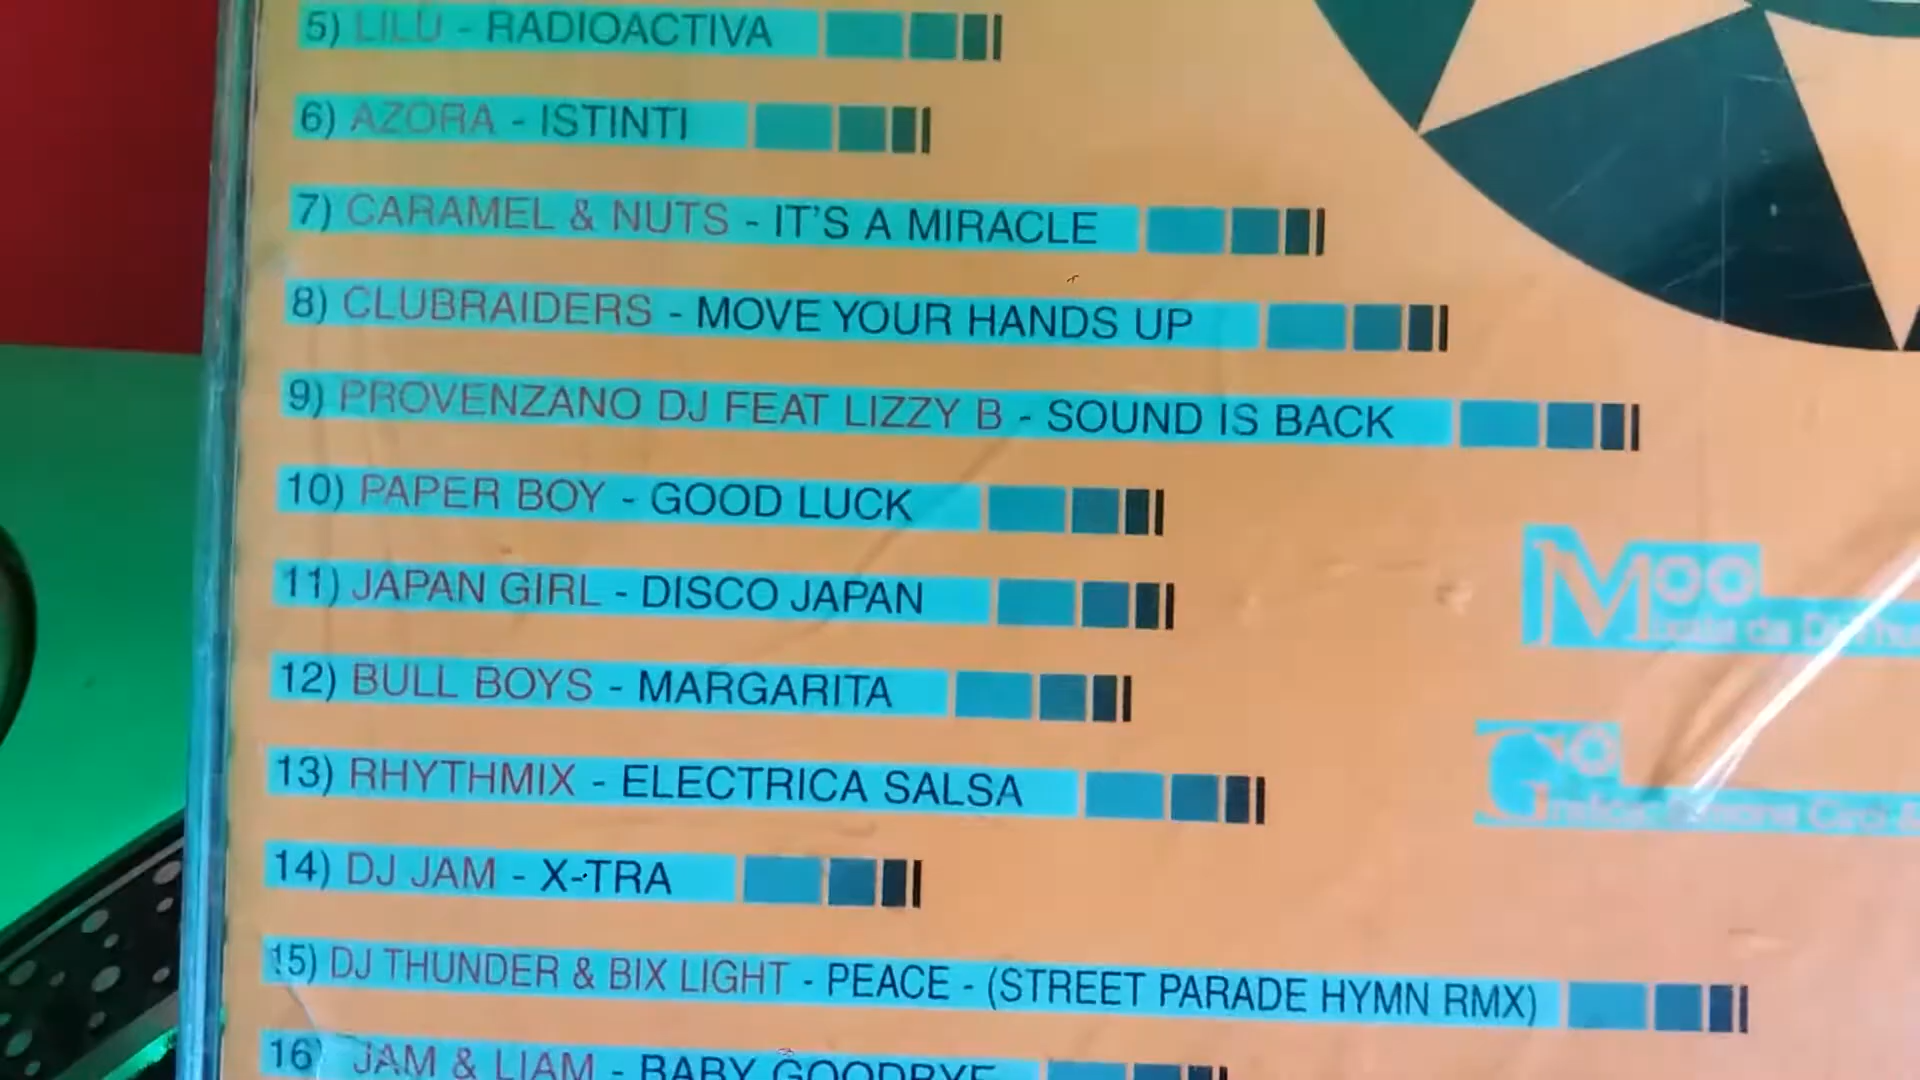 5) LILU - RADIOACTIVA
6) AZORA - ISTINTI
7) CARAMEL & NUTS - IT'S A MIRACLE
8) CLUBRAIDERS - MOVE YOUR HANDS UP
9) PROVENZANO DJ FEAT LIZZY B - SOUND IS BACK
10) PAPER BOY - GOOD LUCK
11) JAPAN GIRL - DISCO JAPAN
Moo
12) BULL BOYS - MARGARITA
13) RHYTHMIX - ELECTRICA SALSA
14) DJ JAM - X-TRA
15) DJ THUNDER & BIX LIGHT - PEACE - (STREET PARADE HYMN RMX)
16) JAM & LIAM - BABY GOODBYE